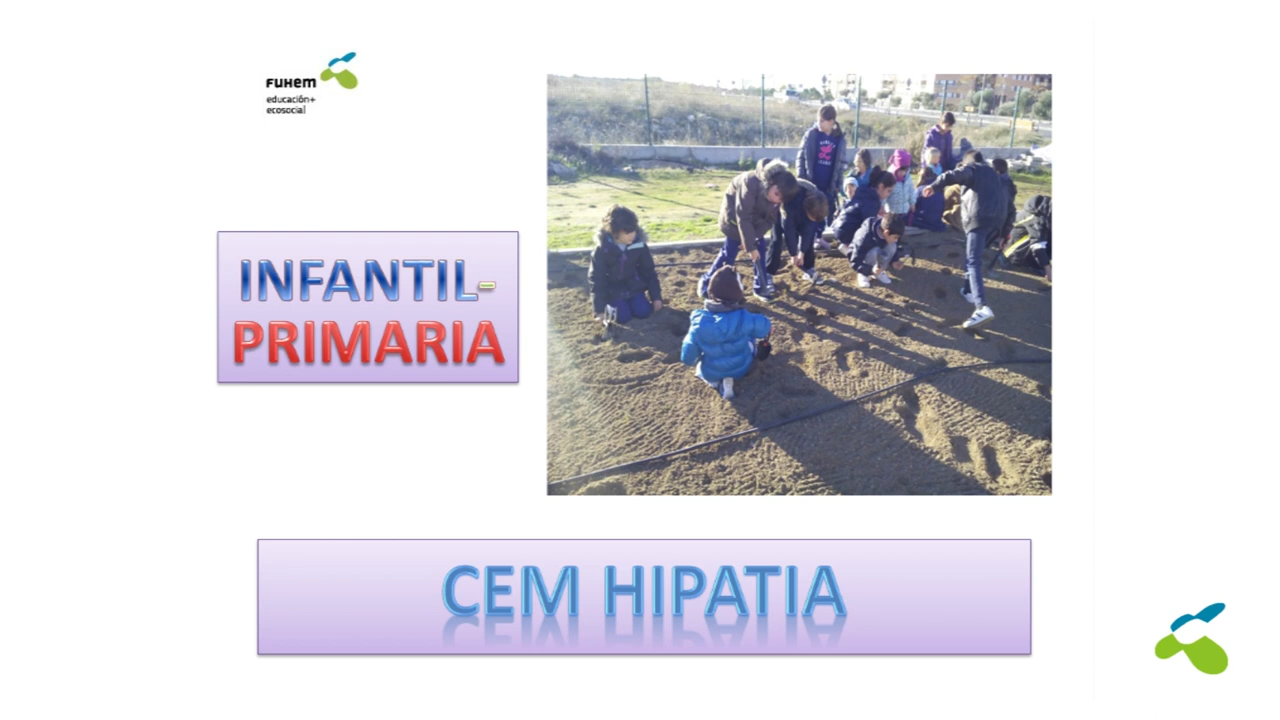 FUHEM
educación+
ecosocial
INFANTIL-
PRIMARIA
CEM HIPATIA